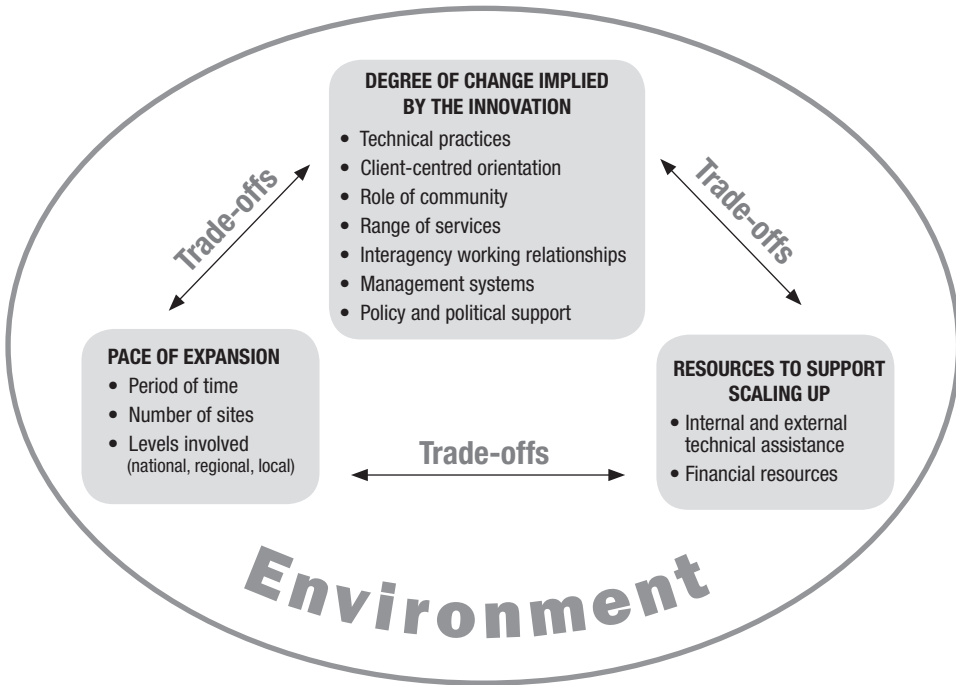 DEGREE OF CHANGE IMPLIED
BY THE INNOVATION
• Technical practices
• Client-centred orientation
• Role of community
• Range of services
• Interagency working relationships
• Management systems
• Policy and political support
Trade-offs
Trade-offs
PACE OF EXPANSION
• Period of time
• Number of sites
• Levels involved
(national, regional, local)
Trade-offs
RESOURCES TO SUPPORT
SCALING UP
• Internal and external
technical assistance
• Financial resources
Environment